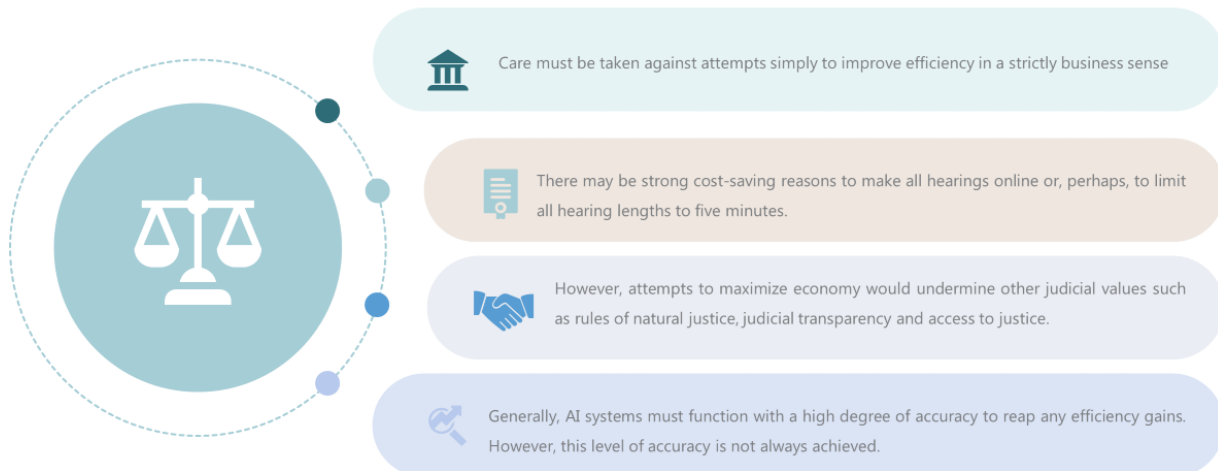 Care must be taken against attempts simply to improve efficiency in a strictly business sense
There may be strong cost-saving reasons to make all hearings online or, perhaps, to limit
all hearing lengths to five minutes.
However, attempts to maximize economy would undermine other judicial values such
as rules of natural justice, judicial transparency and access to justice.
Generally, AI systems must function with a high degree of accuracy to reap any efficiency gains.
However, this level of accuracy is not always achieved.